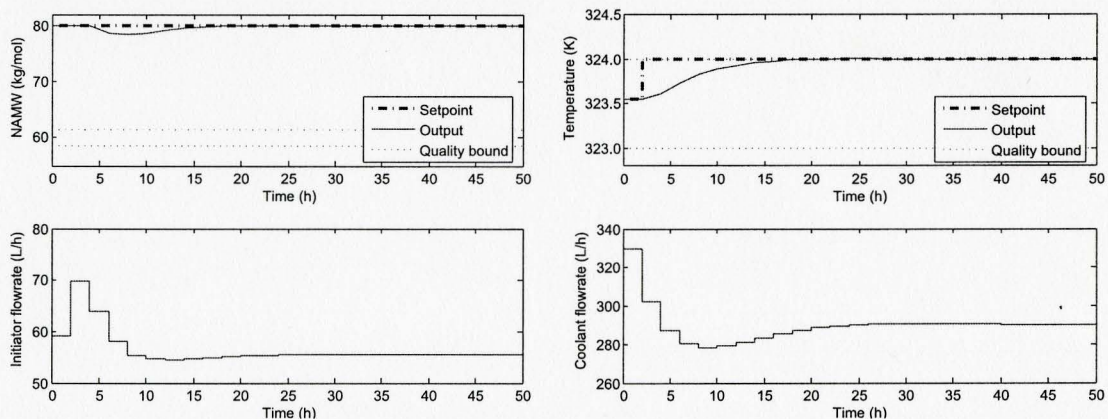 NAMW (kg/mol)
80
60
Setpoint
Output
Quality bound
0 5 10 15 20 25 30 35 40 45 50
Time (h)
Temperature (K)
324.5
324.0
323.5
323.0
Setpoint
Output
Quality bound
0 5 10 15 20 25 30 35 40 45 50
Time (h)
Initiator flowrate (L/h)
80
70
60
50
0 5 10 15 20 25 30 35 40 45 50
Time (h)
Coolant flowrate (L/h)
340
320
300
280
260
0 5 10 15 20 25 30 35 40 45 50
Time (h)